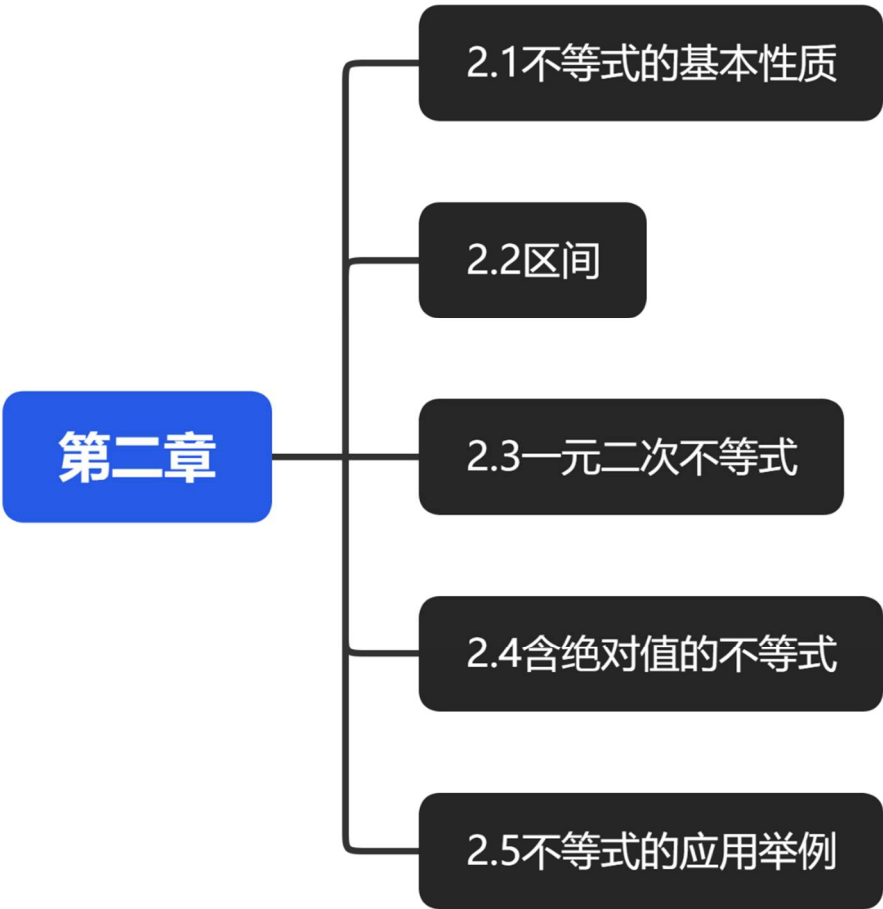 2.1不等式的基本性质
2.2区间
第二章
2.3一元二次不等式
2.4含绝对值的不等式
2.5不等式的应用举例